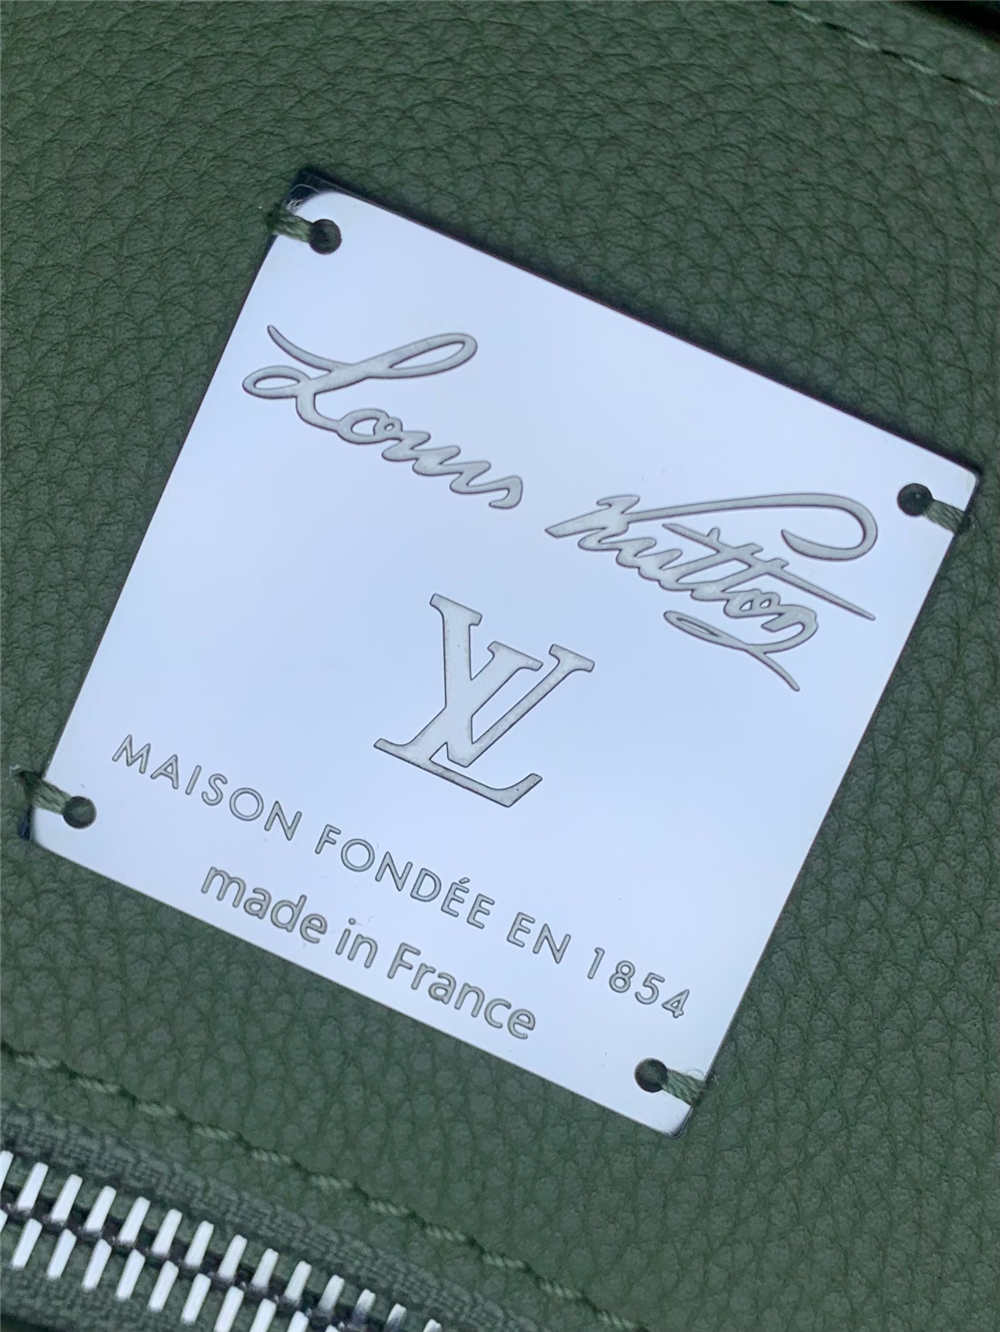 Louis Vuitton
LV
MAISON FONDÉE EN 1854
made in France